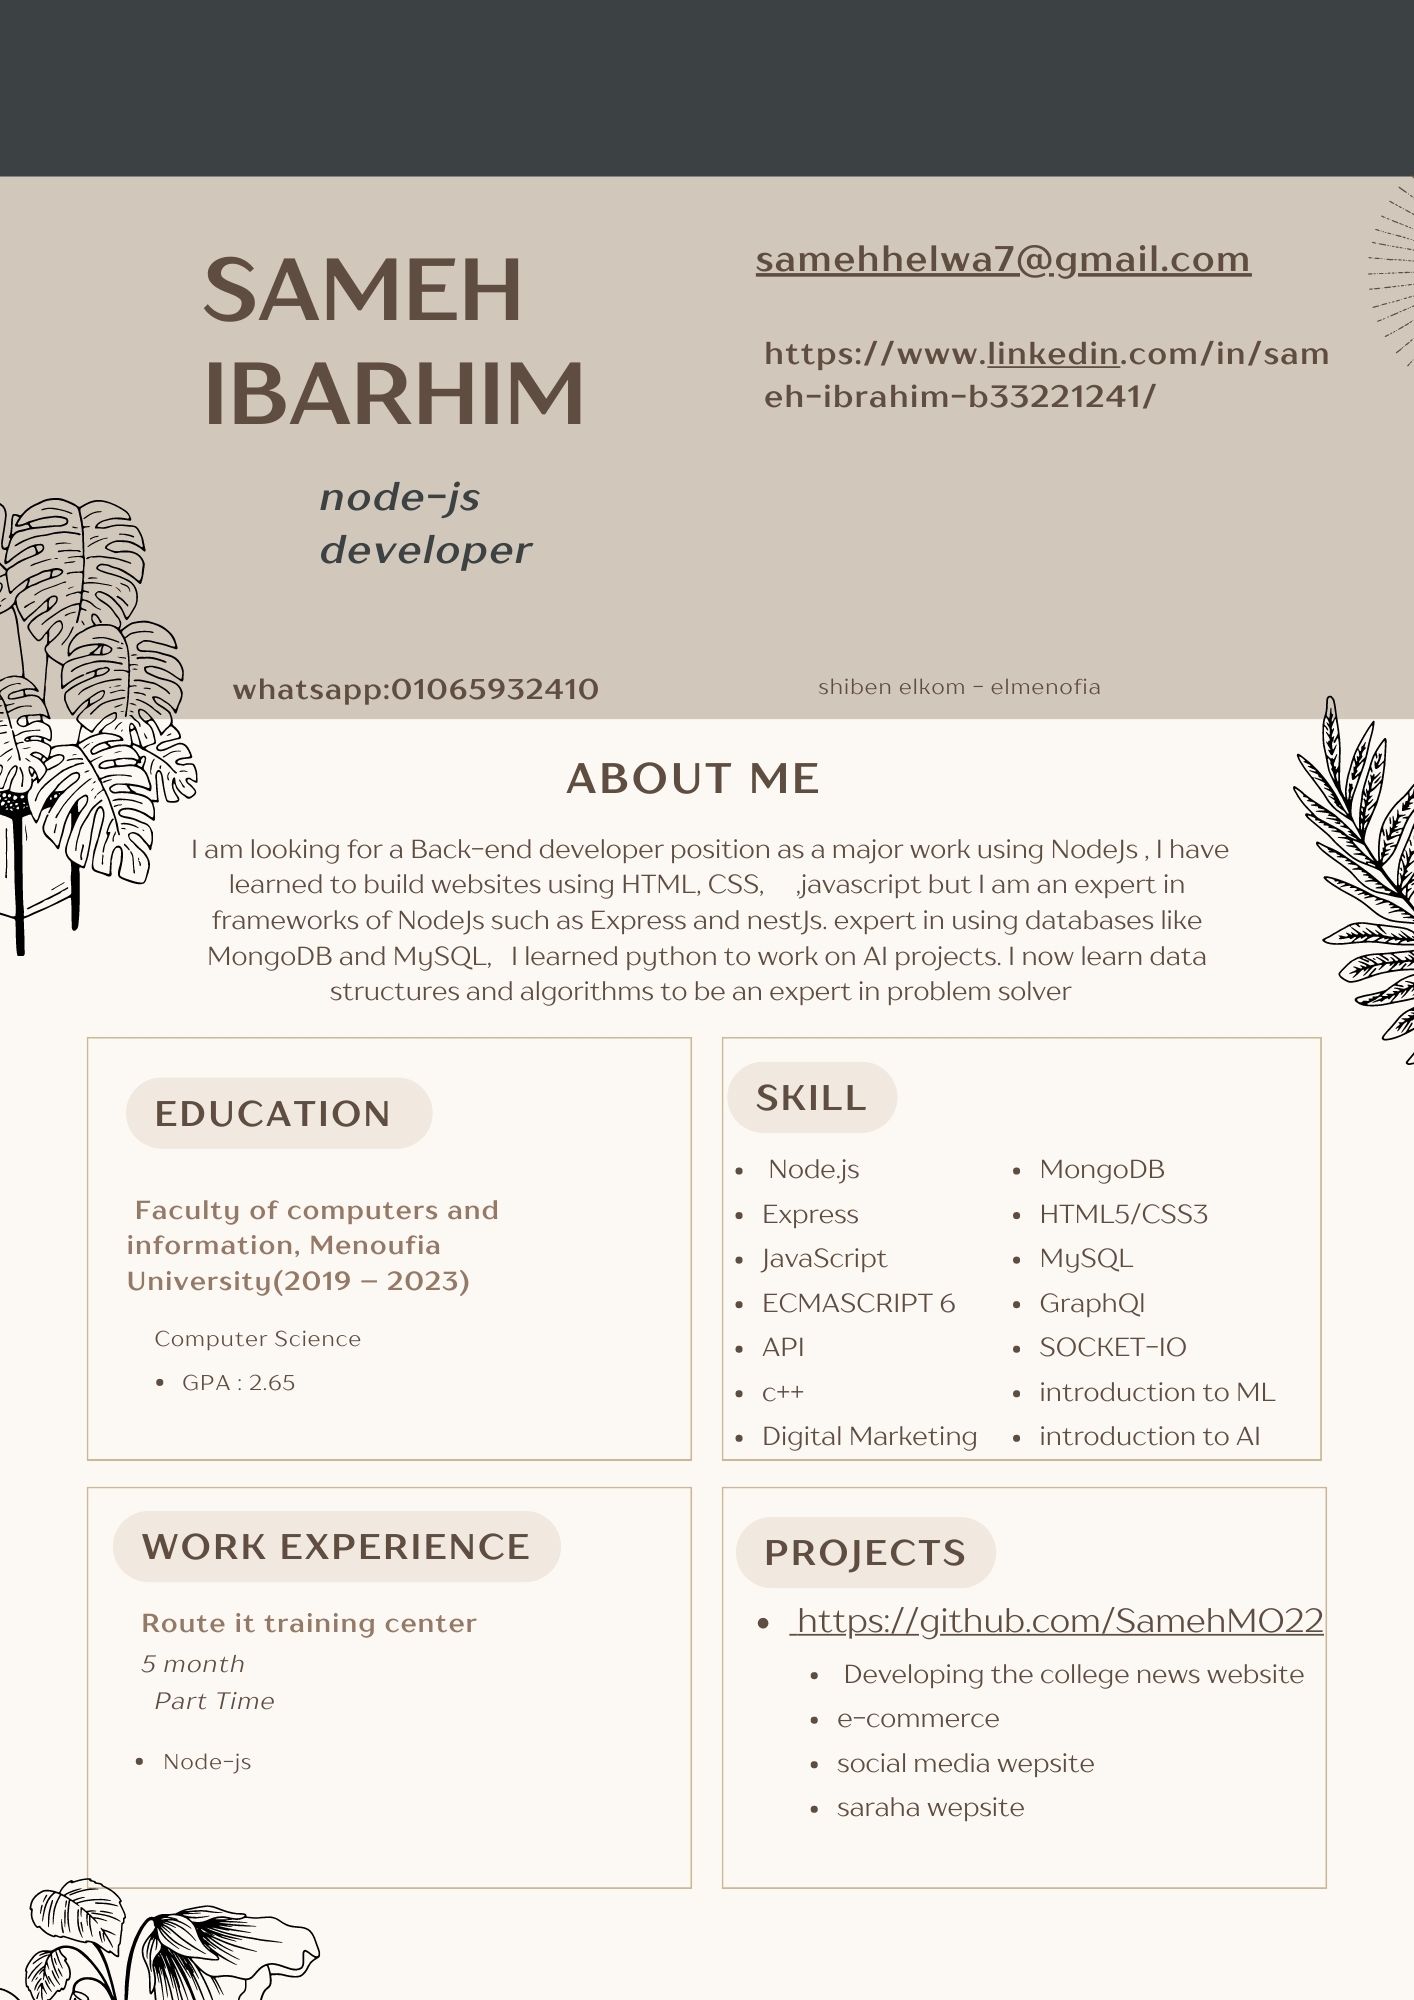 SAMEH
IBARHIM
node-js
developer
samehhelwa7@gmail.com
https://www.linkedin.com/in/sam
eh-ibrahim-b33221241/
whatsapp:01065932410
shiben elkom - elmenofia
ABOUT ME
I am looking for a Back-end developer position as a major work using NodeJs , I have
learned to build websites using HTML, CSS, ,javascript but I am an expert in
frameworks of NodeJs such as Express and nestJs. expert in using databases like
MongoDB and MySQL, I learned python to work on AI projects. I now learn data
structures and algorithms to be an expert in problem solver
EDUCATION
Faculty of computers and
information, Menoufia
University(2019 – 2023)
Computer Science
• GPA : 2.65
SKILL
• Node.js
• Express
• JavaScript
• ECMASCRIPT 6
• API
• c++
• Digital Marketing
• MongoDB
• HTML5/CSS3
• MySQL
• GraphQl
• SOCKET-IO
• introduction to ML
• introduction to AI
WORK EXPERIENCE
Route it training center
5 month
Part Time
• Node-js
PROJECTS
• https://github.com/SamehMO22
• Developing the college news website
• e-commerce
• social media wepsite
• saraha wepsite